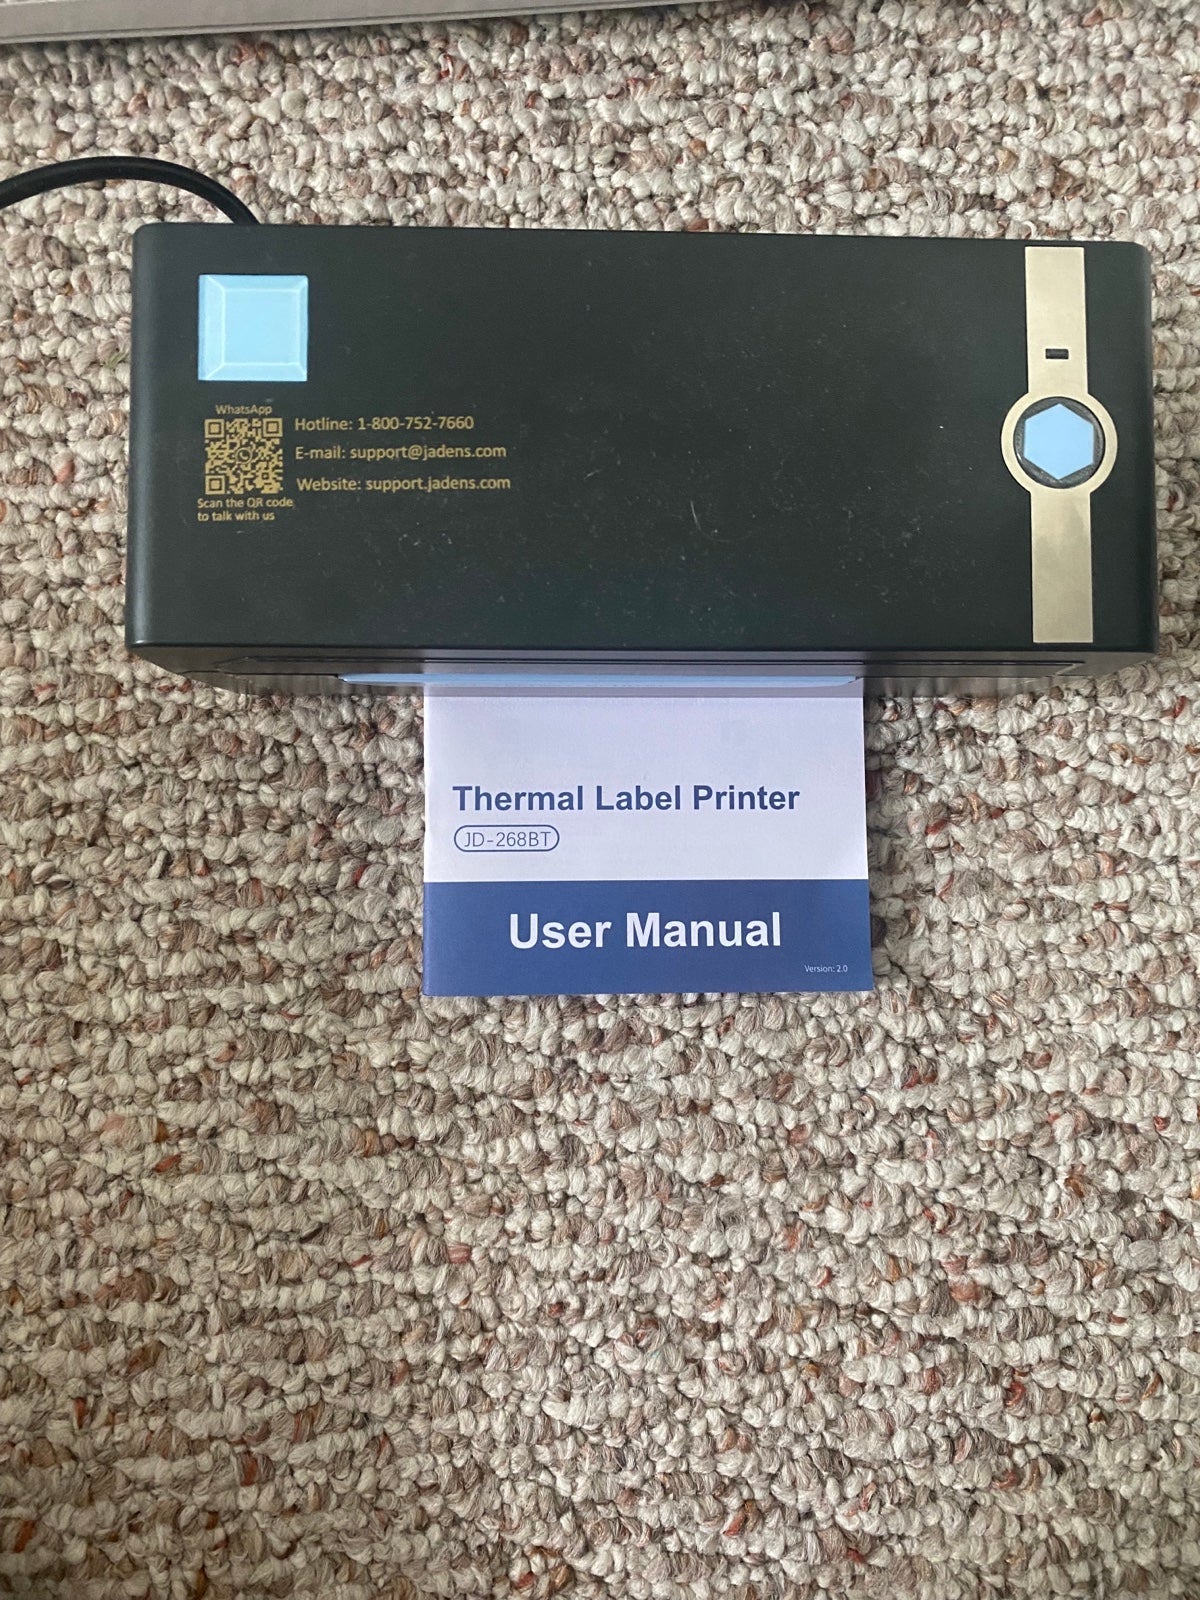 WhatsApp
Hotline: 1-800-752-7660
E-mail: support@jadens.com
Website: support.jadens.com
Scan the QR code
to talk with us
Thermal Label Printer
JD-268BT
User Manual
Version: 2.0